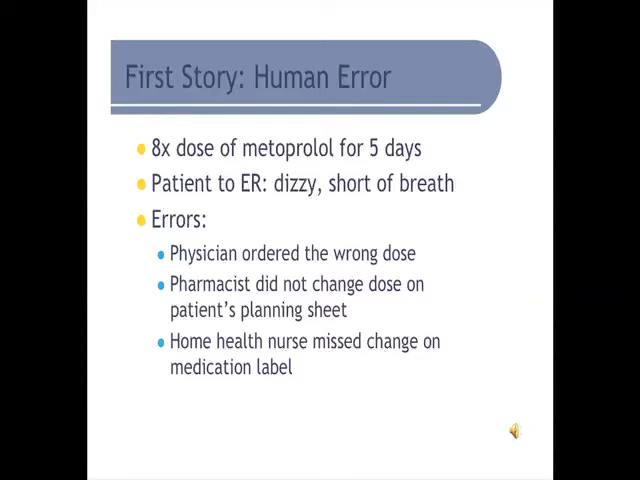 First Story: Human Error
8x dose of metoprolol for 5 days
Patient to ER: dizzy, short of breath
Errors:
Physician ordered the wrong dose
Pharmacist did not change dose on
patient's planning sheet
Home health nurse missed change on
medication label